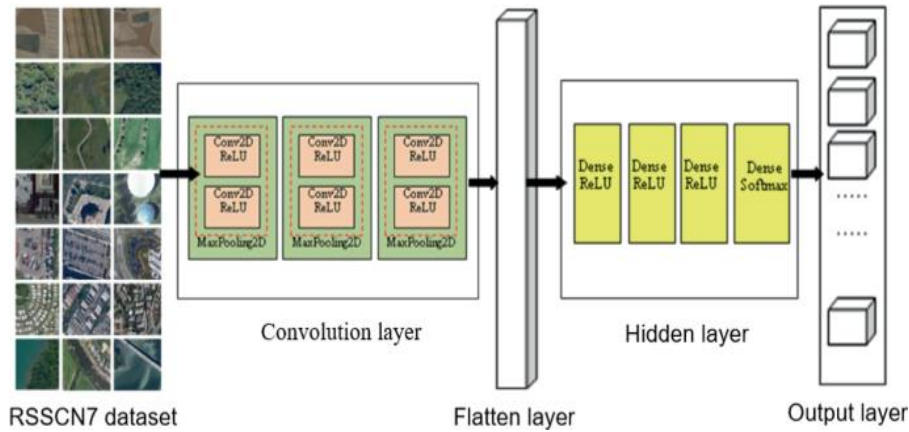 Conv2D
ReLU
Conv2D
ReLU
MaxPooling2D
Conv2D
ReLU
Conv2D
ReLU
MaxPooling2D
Conv2D
ReLU
Conv2D
ReLU
MaxPooling2D
Dense
ReLU
Dense
ReLU
Dense
ReLU
Dense
Softmax
.....
.....
Convolution layer
Hidden layer
RSSCN7 dataset
Flatten layer
Output layer